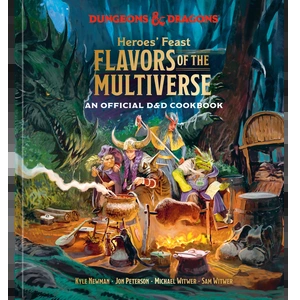 DUNGEONS & DRAGONS
Heroes' Feast
FLAVORS OF THE
MULTIVERSE
AN OFFICIAL D&D COOKBOOK
KYLE NEWMAN · JON PETERSON · MICHAEL WITWER · SAM WITWER